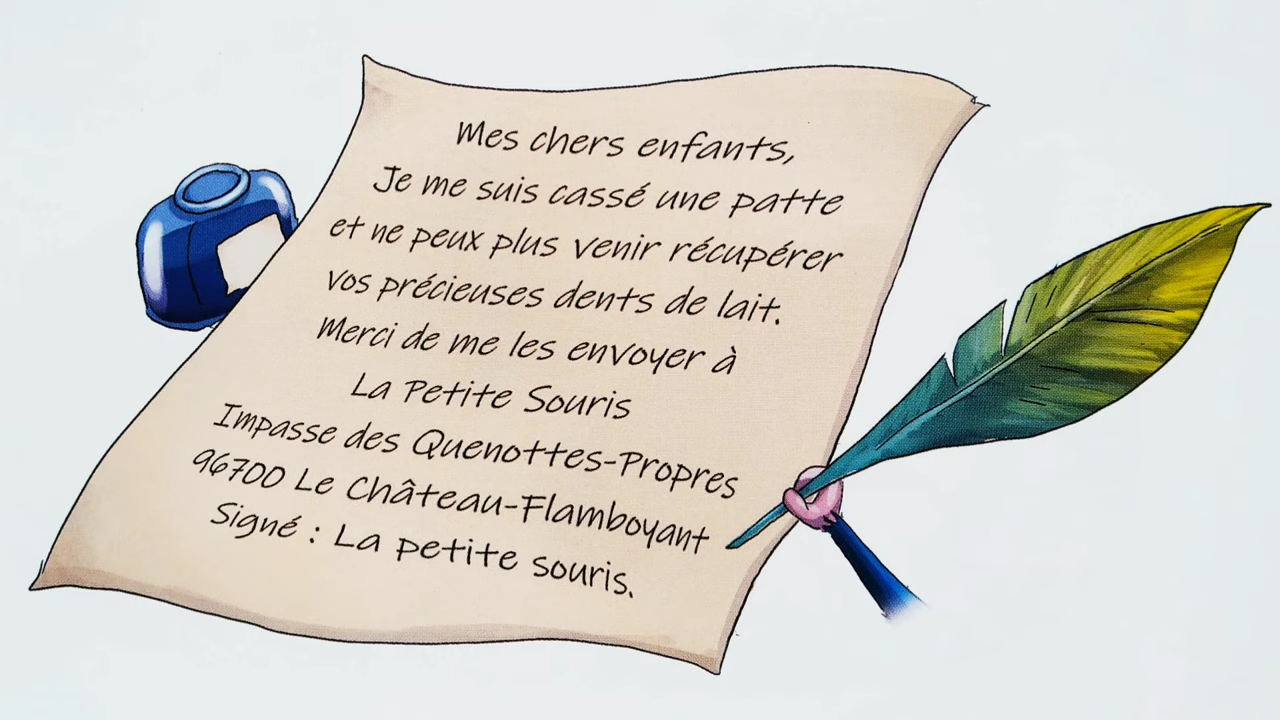 Mes chers enfants,
Je me suis cassé une patte
et ne peux plus venir récupérer
vos précieuses dents de lait.
Merci de me les envoyer à
La Petite Souris
Impasse des Quenottes-Propres
96700 Le Château-Flamboyant
Signé : La petite souris.